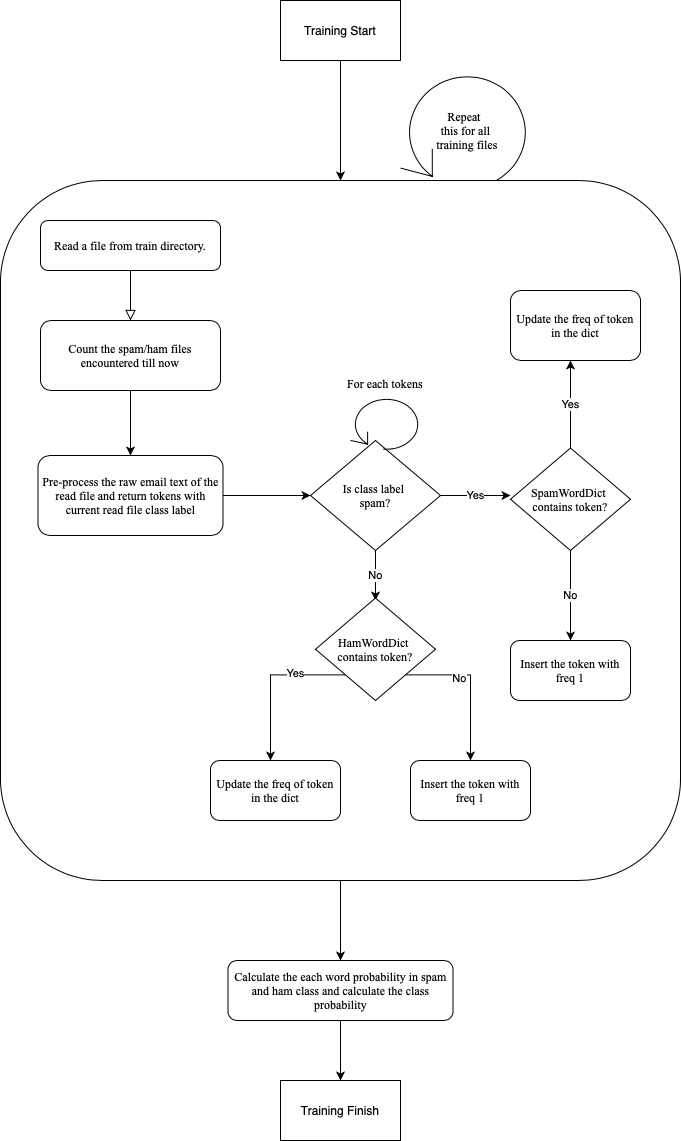 Training Start
Repeat
this for all
training files
Read a file from train directory.
Count the spam/ham files
encountered till now
Pre-process the raw email text of the
read file and return tokens with
current read file class label
For each tokens
Is class label
spam?
Yes
SpamWordDict
contains token?
Yes
Update the freq of token
in the dict
No
Insert the token with
freq 1
No
HamWordDict
contains token?
Yes
Update the freq of token
in the dict
No
Insert the token with
freq 1
Calculate the each word probability in spam
and ham class and calculate the class
probability
Training Finish